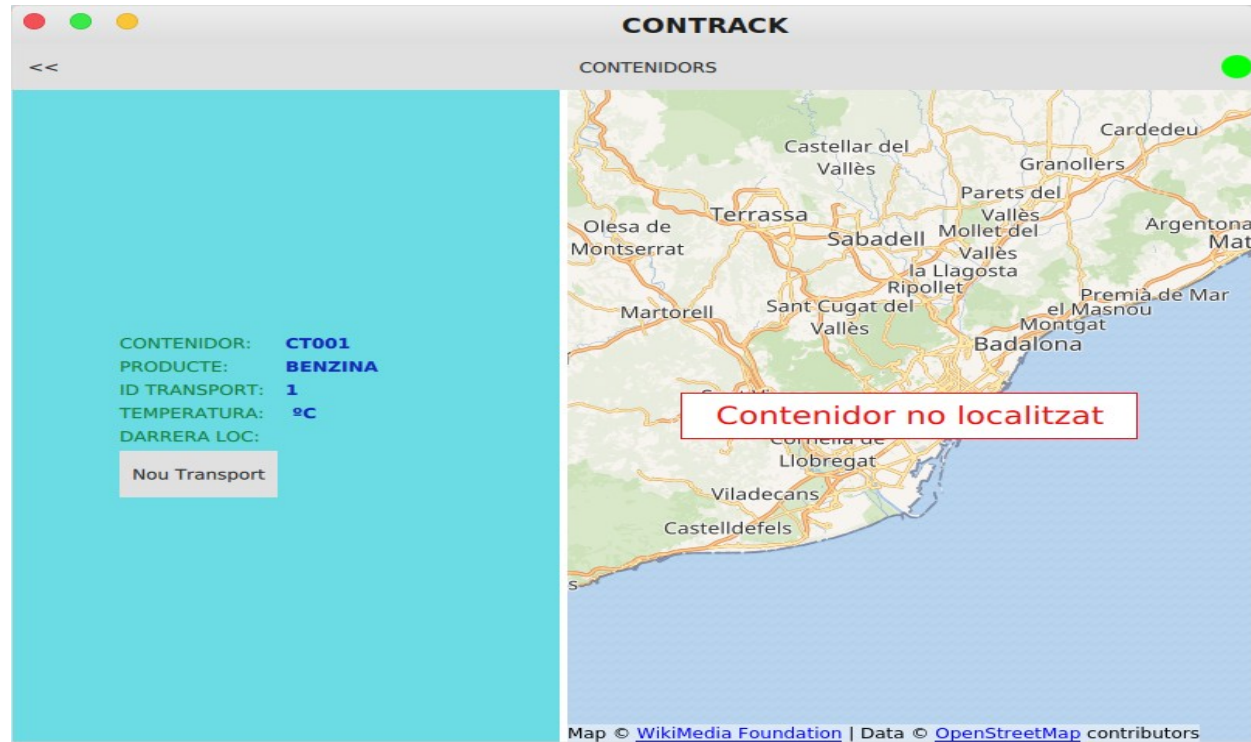 CONTRACK
<<
CONTENIDORS
CONTENIDOR: CT001
PRODUCTE: BENZINA
ID TRANSPORT: 1
TEMPERATURA: ºC
DARRERA LOC:
Nou Transport
Cardedeu
Castellar del
Vallès
Granollers
Parets del
Vallès
Terrassa
Olesa de
Montserrat
Sabadell
Mollet del
Vallès
Argentona
Mat
la Llagosta
Ripollet
Premià de Mar
el Masnou
Martorell
Sant Cugat del
Vallès
Montgat
Badalona
Contenidor no localitzat
Cornellà de
Llobregat
Viladecans
Castelldefels
s
Map © WikiMedia Foundation | Data © OpenStreetMap contributors